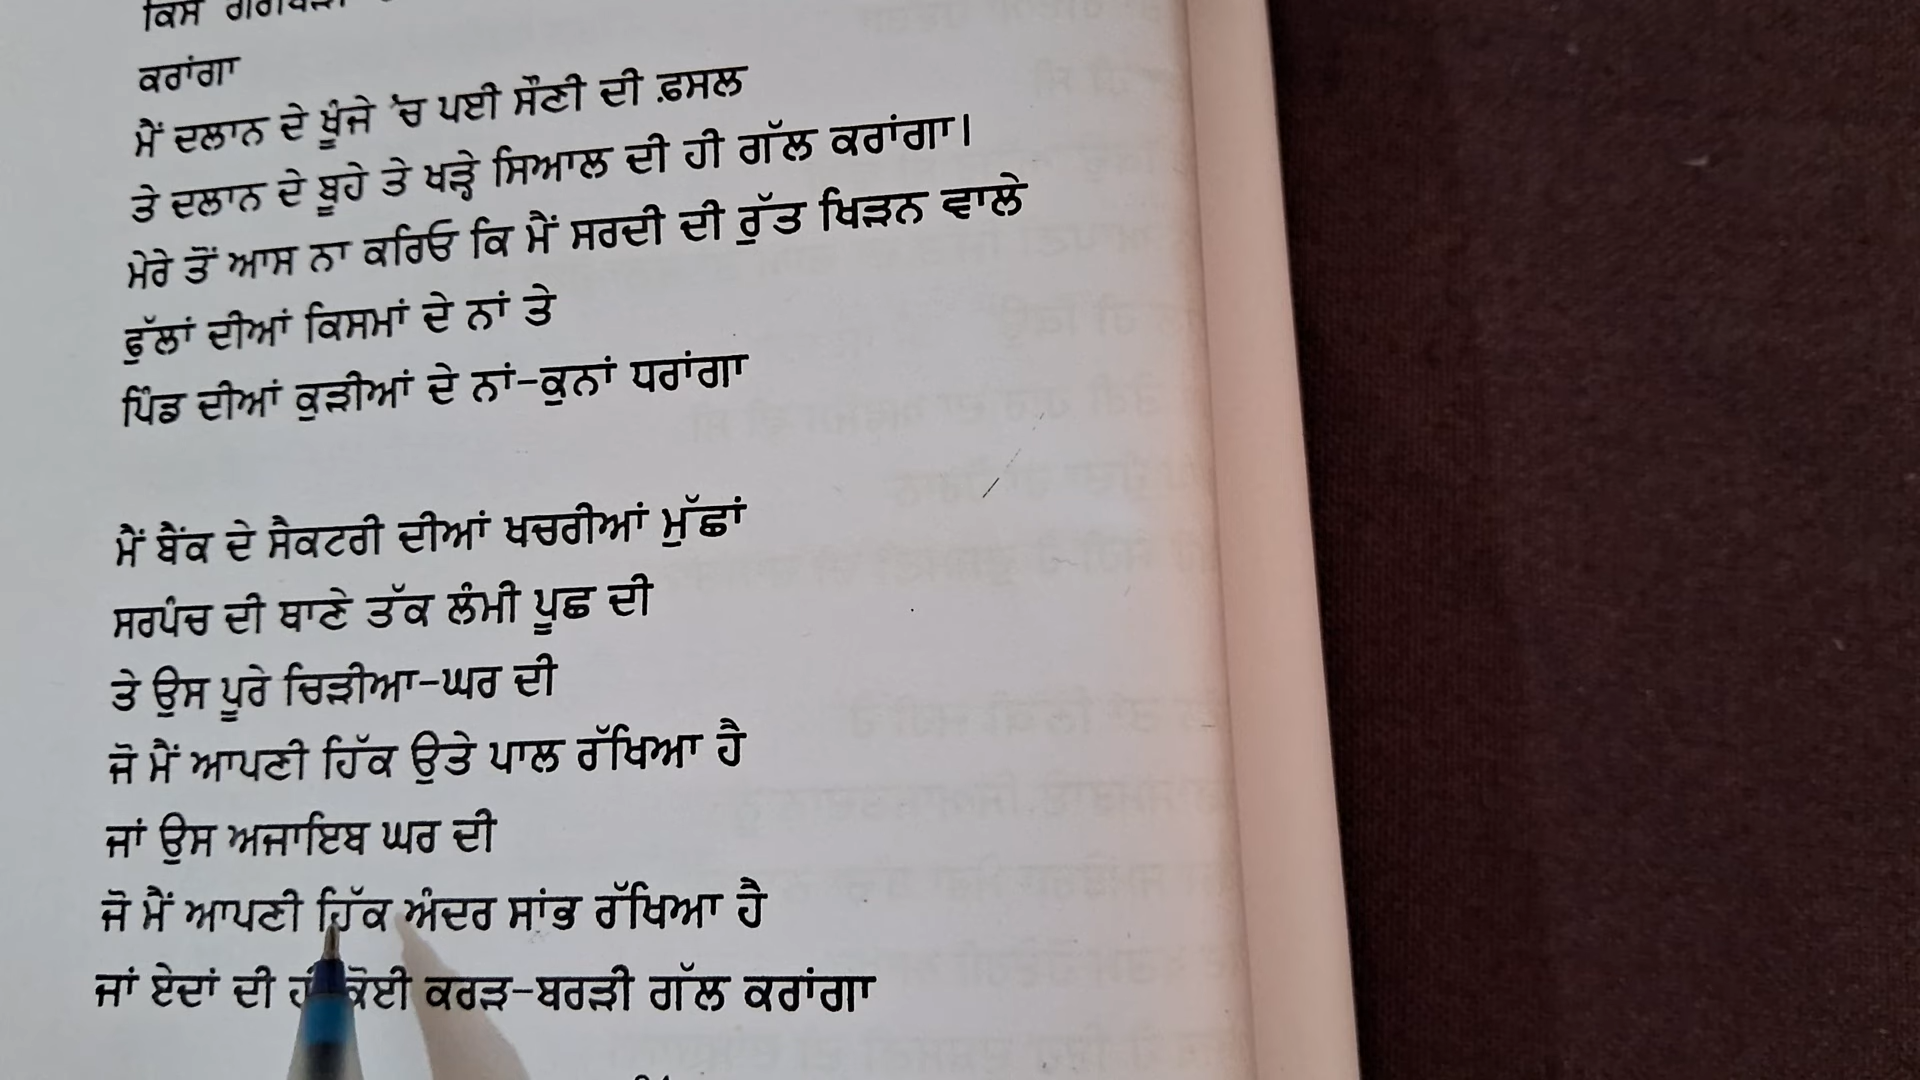 ਕਿਸ
ਕਰਾਂਗਾ
ਮੈਂ ਦਲਾਨ ਦੇ ਖੂੰਜੇ 'ਚ ਪਈ ਸੌਣੀ ਦੀ ਫ਼ਸਲ
ਤੇ ਦਲਾਨ ਦੇ ਬੂਹੇ ਤੇ ਖੜ੍ਹੇ ਸਿਆਲ ਦੀ ਹੀ ਗੱਲ ਕਰਾਂਗਾ।
ਮੇਰੇ ਤੋਂ ਆਸ ਨਾ ਕਰਿਓ ਕਿ ਮੈਂ ਸਰਦੀ ਦੀ ਰੁੱਤ ਖਿੜਨ ਵਾਲੇ
ਫੁੱਲਾਂ ਦੀਆਂ ਕਿਸਮਾਂ ਦੇ ਨਾਂ ਤੇ
ਪਿੰਡ ਦੀਆਂ ਕੁੜੀਆਂ ਦੇ ਨਾਂ-ਕੁਨਾਂ ਧਰਾਂਗਾ
ਮੈਂ ਬੈਂਕ ਦੇ ਸੈਕਟਰੀ ਦੀਆਂ ਖਚਰੀਆਂ ਮੁੱਛਾਂ
ਸਰਪੰਚ ਦੀ ਥਾਣੇ ਤੱਕ ਲੰਮੀ ਪੂਛ ਦੀ
ਤੇ ਉਸ ਪੂਰੇ ਚਿੜੀਆ-ਘਰ ਦੀ
ਜੋ ਮੈਂ ਆਪਣੀ ਹਿੱਕ ਉਤੇ ਪਾਲ ਰੱਖਿਆ ਹੈ
ਜਾਂ ਉਸ ਅਜਾਇਬ ਘਰ ਦੀ
ਜੋ ਮੈਂ ਆਪਣੀ ਹਿੱਕ ਅੰਦਰ ਸਾਂਭ ਰੱਖਿਆ ਹੈ
ਜਾਂ ਏਦਾਂ ਦੀ ਕੋਈ ਕਰੜ-ਬਰੜੀ ਗੱਲ ਕਰਾਂਗਾ